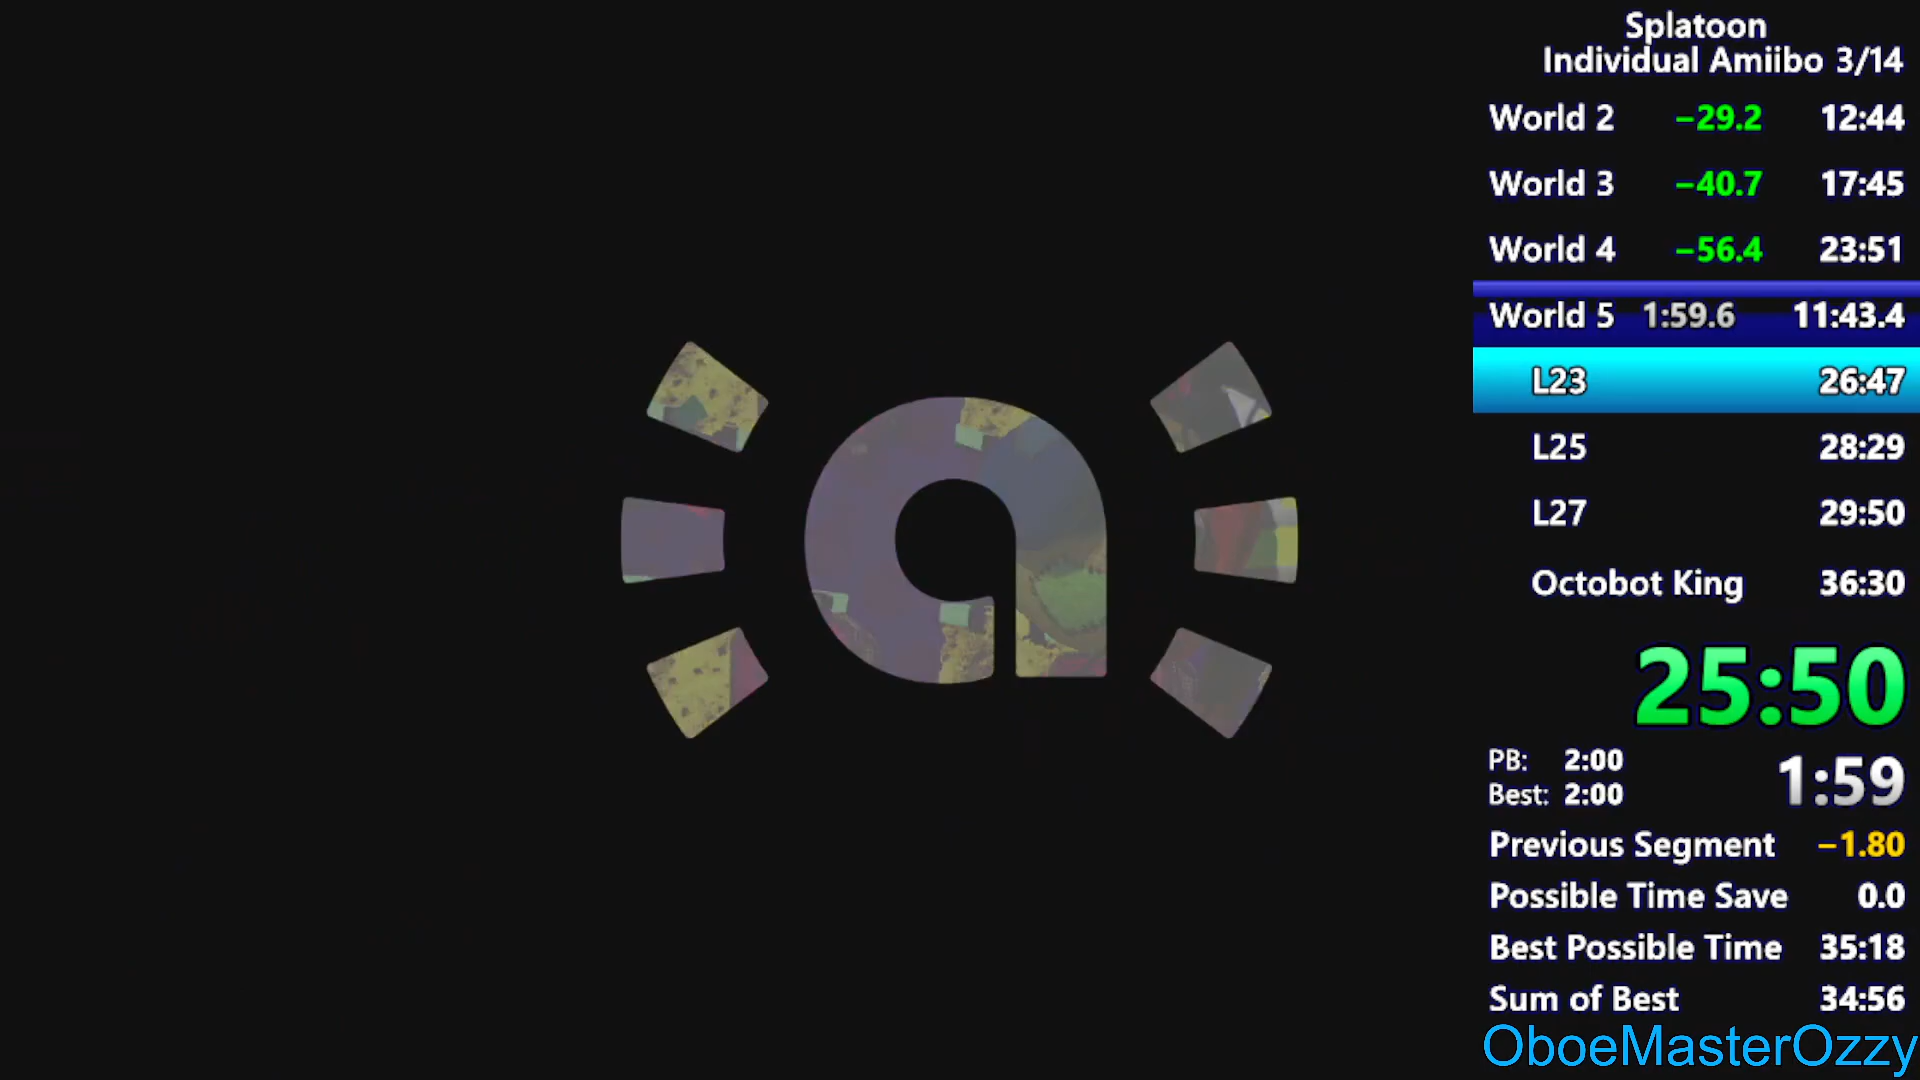 Splatoon
Individual Amiibo 3/14
World 2 −29.2 12:44
World 3 −40.7 17:45
World 4 −56.4 23:51
World 5 1:59.6 11:43.4
L23 26:47
L25 28:29
L27 29:50
Octobot King 36:30
25:50
PB: 2:00
Best: 2:00
1:59
Previous Segment −1.80
Possible Time Save 0.0
Best Possible Time 35:18
Sum of Best 34:56
OboeMasterOzzy
a